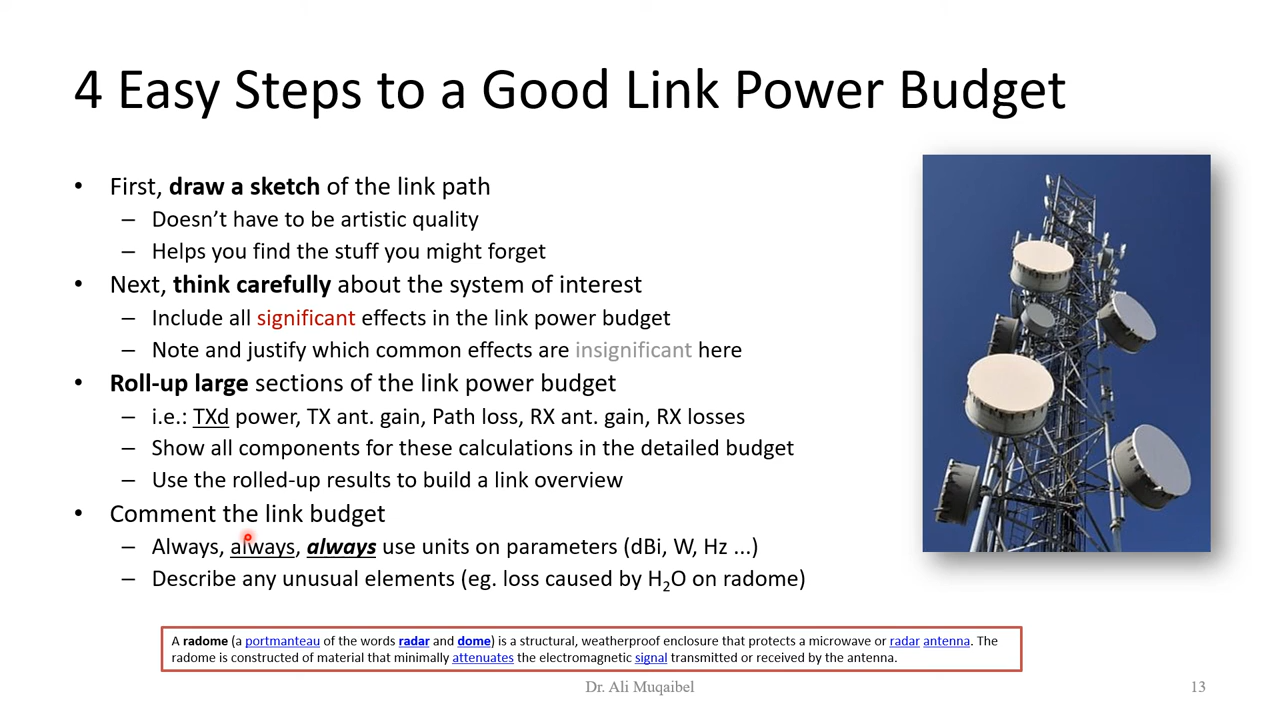 4 Easy Steps to a Good Link Power Budget
• First, draw a sketch of the link path
– Doesn’t have to be artistic quality
– Helps you find the stuff you might forget
• Next, think carefully about the system of interest
– Include all significant effects in the link power budget
– Note and justify which common effects are insignificant here
• Roll-up large sections of the link power budget
– i.e.: TXd power, TX ant. gain, Path loss, RX ant. gain, RX losses
– Show all components for these calculations in the detailed budget
– Use the rolled-up results to build a link overview
• Comment the link budget
– Always, always, always use units on parameters (dBi, W, Hz ...)
– Describe any unusual elements (eg. loss caused by H₂O on radome)
A radome (a portmanteau of the words radar and dome) is a structural, weatherproof enclosure that protects a microwave or radar antenna. The
radome is constructed of material that minimally attenuates the electromagnetic signal transmitted or received by the antenna.
Dr. Ali Muqaibel
13